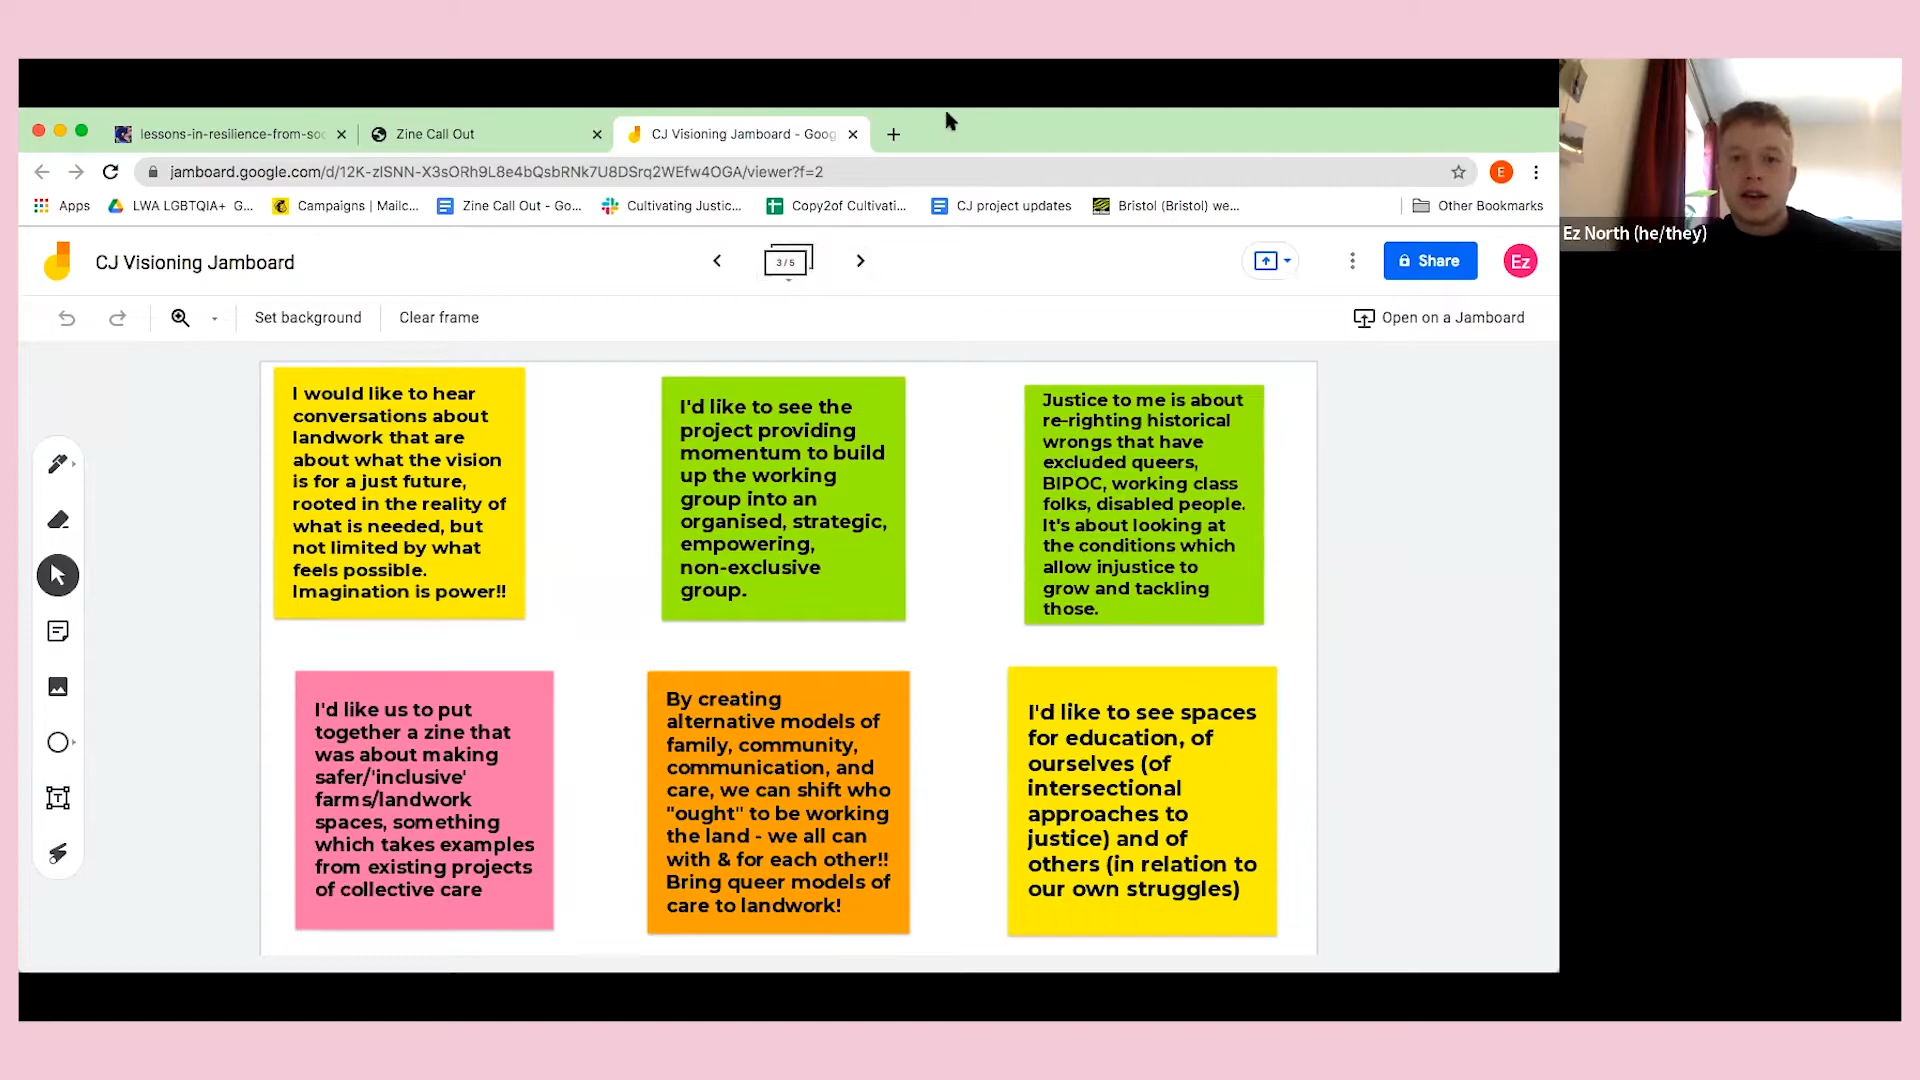 lessons-in-resilience-from-soc
Zine Call Out
CJ Visioning Jamboard - Goog
jamboard.google.com/d/12K-zlSNN-X3sORh9L8e4bQsbRNk7U8DSrq2WEfw4OGA/viewer?f=2
E
Apps
LWA LGBTQIA+ G...
Campaigns | Mailc...
Zine Call Out - Go...
Cultivating Justic...
Copy2of Cultivati...
CJ project updates
Bristol (Bristol) we...
Other Bookmarks
Ez North (he/they)
CJ Visioning Jamboard
3/5
Share
Ez
Set background
Clear frame
Open on a Jamboard
I would like to hear
conversations about
landwork that are
about what the vision
is for a just future,
rooted in the reality of
what is needed, but
not limited by what
feels possible.
Imagination is power!!
I'd like to see the
project providing
momentum to build
up the working
group into an
organised, strategic,
empowering,
non-exclusive
group.
Justice to me is about
re-righting historical
wrongs that have
excluded queers,
BIPOC, working class
folks, disabled people.
It's about looking at
the conditions which
allow injustice to
grow and tackling
those.
I'd like us to put
together a zine that
was about making
safer/'inclusive'
farms/landwork
spaces, something
which takes examples
from existing projects
of collective care
By creating
alternative models of
family, community,
communication, and
care, we can shift who
"ought" to be working
the land - we all can
with & for each other!!
Bring queer models of
care to landwork!
I'd like to see spaces
for education, of
ourselves (of
intersectional
approaches to
justice) and of
others (in relation to
our own struggles)